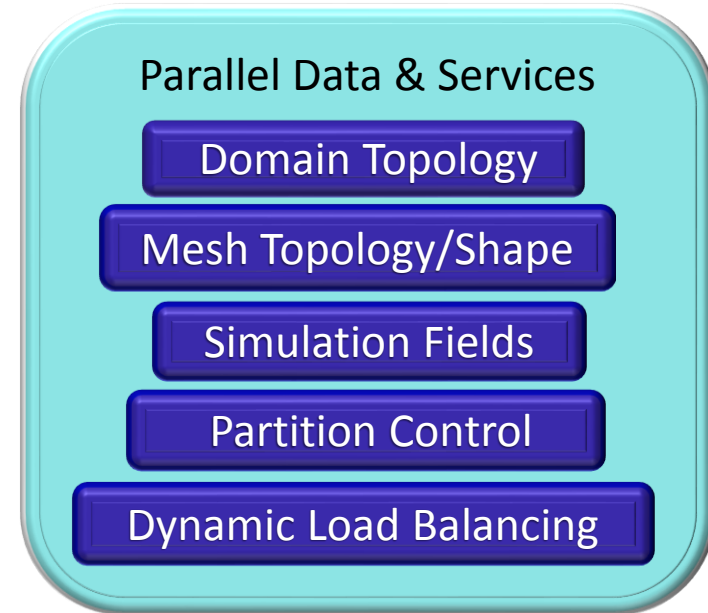 Parallel Data & Services
Domain Topology
Mesh Topology/Shape
Simulation Fields
Partition Control
Dynamic Load Balancing